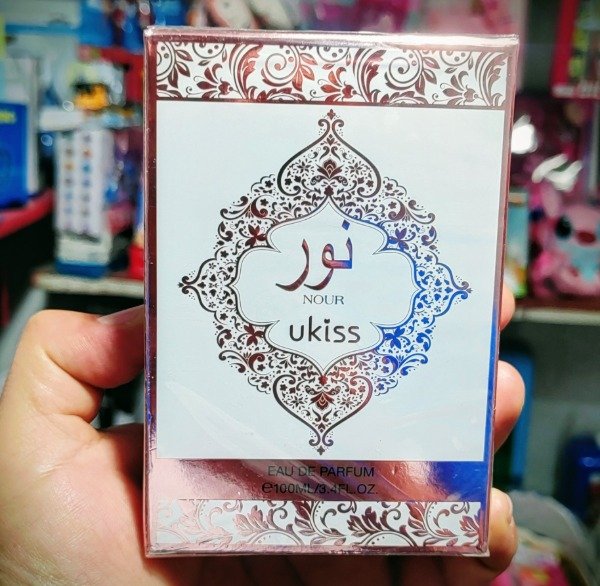 نور
NOUR
ukiss
EAU DE PARFUM
℮100ML/3.4FL.OZ.